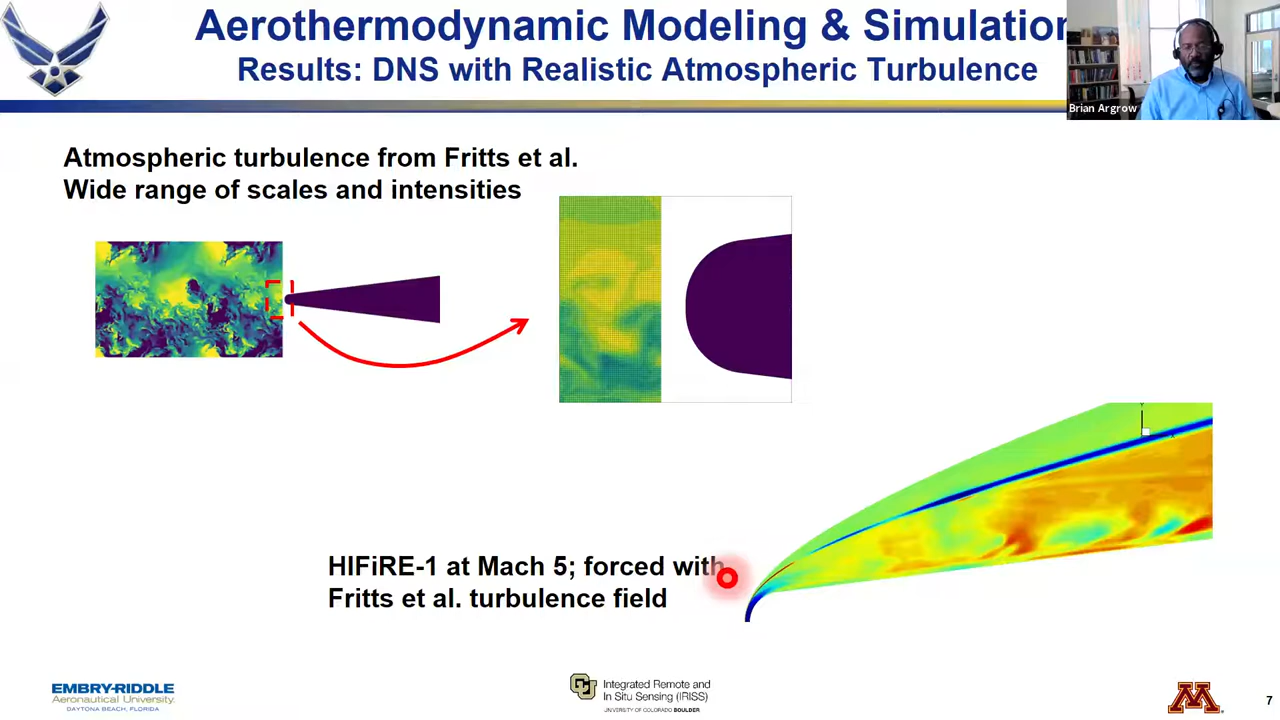 Aerothermodynamic Modeling & Simulation
Results: DNS with Realistic Atmospheric Turbulence
Brian Argrow
Atmospheric turbulence from Fritts et al.
Wide range of scales and intensities
Y
X
HIFiRE-1 at Mach 5; forced with
Fritts et al. turbulence field
EMBRY-RIDDLE
Aeronautical University
DAYTONA BEACH, FLORIDA
CU
Integrated Remote and
In Situ Sensing (IRISS)
UNIVERSITY OF COLORADO BOULDER
M
7